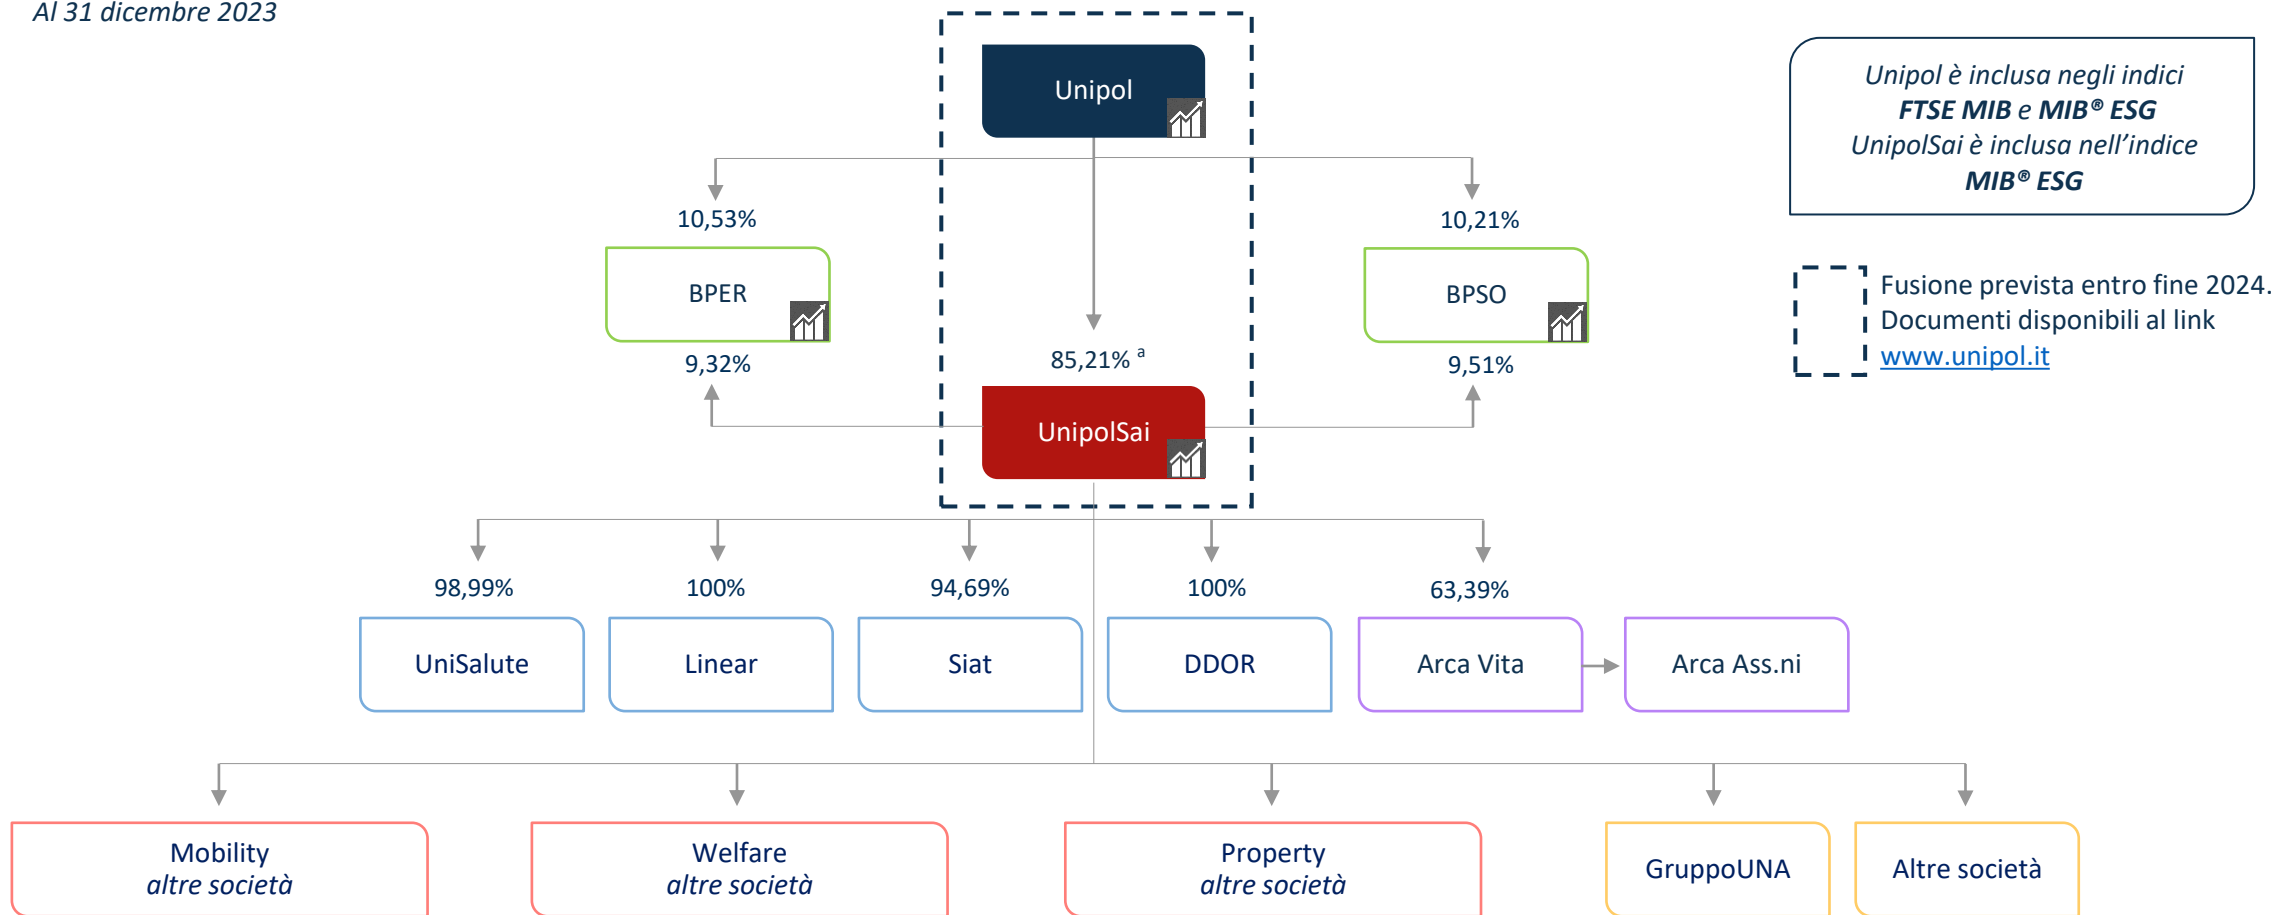 Al 31 dicembre 2023
Unipol
Unipol è inclusa negli indici
FTSE MIB e MIB® ESG
UnipolSai è inclusa nell'indice
MIB® ESG
10,53%
10,21%
BPER
BPSO
Fusione prevista entro fine 2024.
Documenti disponibili al link
www.unipol.it
9,32%
85,21% a
9,51%
UnipolSai
98,99%
100%
94,69%
100%
63,39%
UniSalute
Linear
Siat
DDOR
Arca Vita
Arca Ass.ni
Mobility
altre società
Welfare
altre società
Property
altre società
GruppoUNA
Altre società